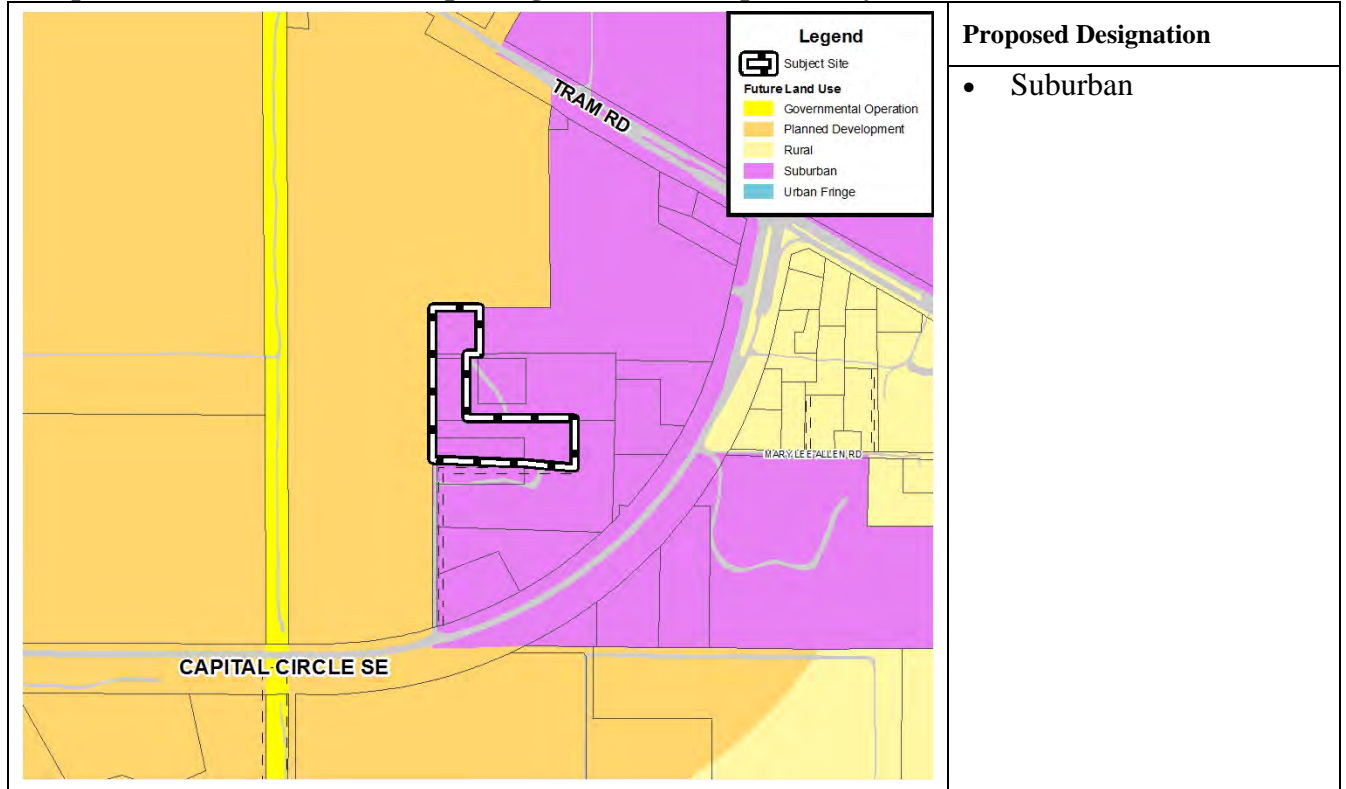 Legend
Subject Site
Future Land Use
Governmental Operation
Planned Development
Rural
Suburban
Urban Fringe
TRAM RD
MARY LEE ALLEN RD
CAPITAL CIRCLE SE
Proposed Designation
• Suburban